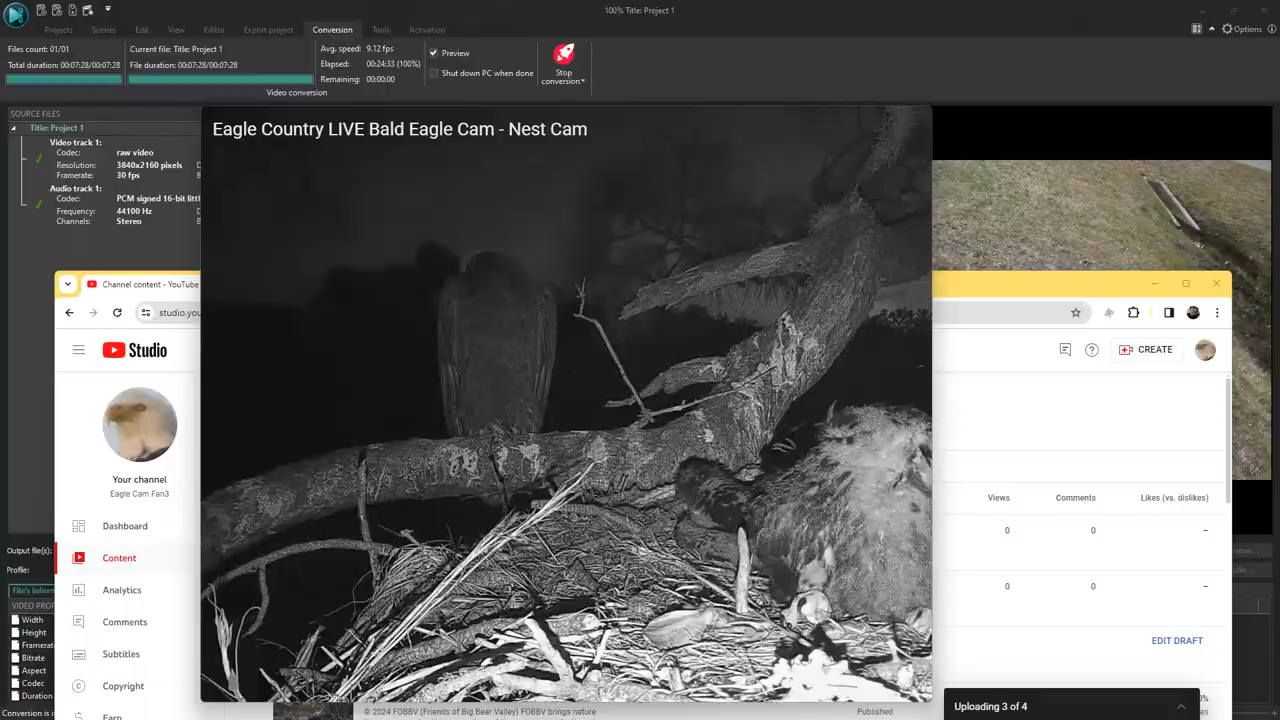 100% Title: Project 1
Projects
Scenes
Edit
View
Editor
Export project
Conversion
Tools
Activation
Options
Files count: 01/01
Total duration: 00:07:28/00:07:28
Current file: Title: Project 1
File duration: 00:07:28/00:07:28
Avg. speed: 9.12 fps
Elapsed: 00:24:33 (100%)
Remaining: 00:00:00
Preview
Shut down PC when done
Stop
conversion
Video conversion
SOURCE FILES
Title: Project 1
Video track 1:
Codec: raw video
Resolution: 3840x2160 pixels
Framerate: 30 fps
Audio track 1:
Codec: PCM signed 16-bit littl
Frequency: 44100 Hz
Channels: Stereo
Eagle Country LIVE Bald Eagle Cam - Nest Cam
Channel content - YouTube
studio.you
Studio
CREATE
Your channel
Eagle Cam Fan3
Dashboard
Content
Analytics
Comments
Subtitles
Copyright
Earn
Views
Comments
Likes (vs. dislikes)
0
0
–
0
0
–
EDIT DRAFT
Output file(s):
Profile:
File's inform
VIDEO PROP
Width
Height
Framerate
Bitrate
Aspect
Codec
Duration
Conversion is
© 2024 FOBBV (Friends of Big Bear Valley) FOBBV brings nature
Published
Uploading 3 of 4